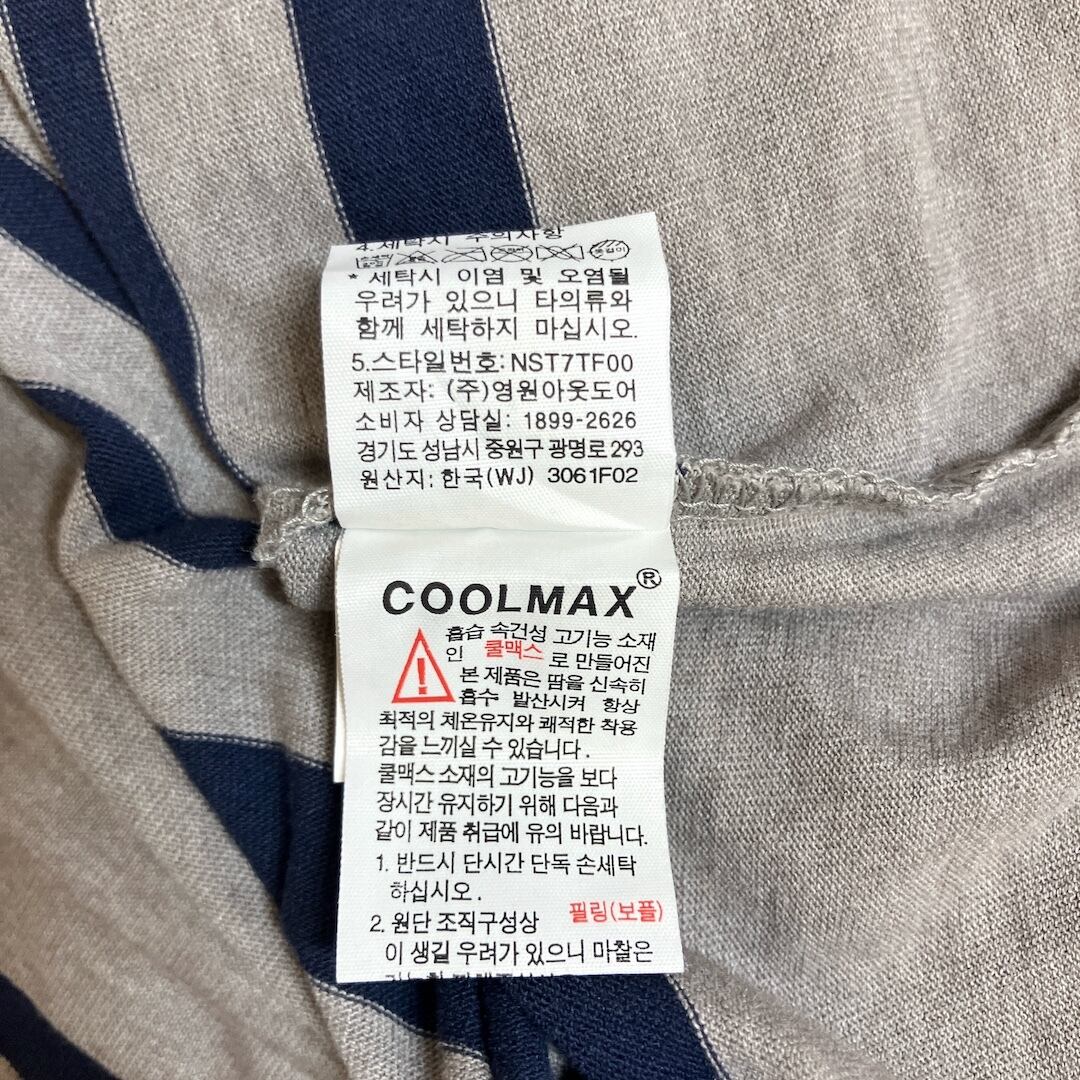 4.세탁시 주의사항
* 세탁시 이염 및 오염될
우려가 있으니 타의류와
함께 세탁하지 마십시오.
5.스타일번호: NST7TF00
제조자: (주)영원아웃도어
소비자 상담실: 1899-2626
경기도 성남시 중원구 광명로 293
원산지: 한국(WJ) 3061F02
COOLMAX®
흡습 속건성 고기능 소재
인 쿨맥스로 만들어진
본 제품은 땀을 신속히
흡수 발산시켜 항상
최적의 체온유지와 쾌적한 착용
감을 느끼실 수 있습니다.
쿨맥스 소재의 고기능을 보다
장시간 유지하기 위해 다음과
같이 제품 취급에 유의 바랍니다.
1. 반드시 단시간 단독 손세탁
하십시오.
2. 원단 조직구성상 필링(보플)
이 생길 우려가 있으니 마찰은